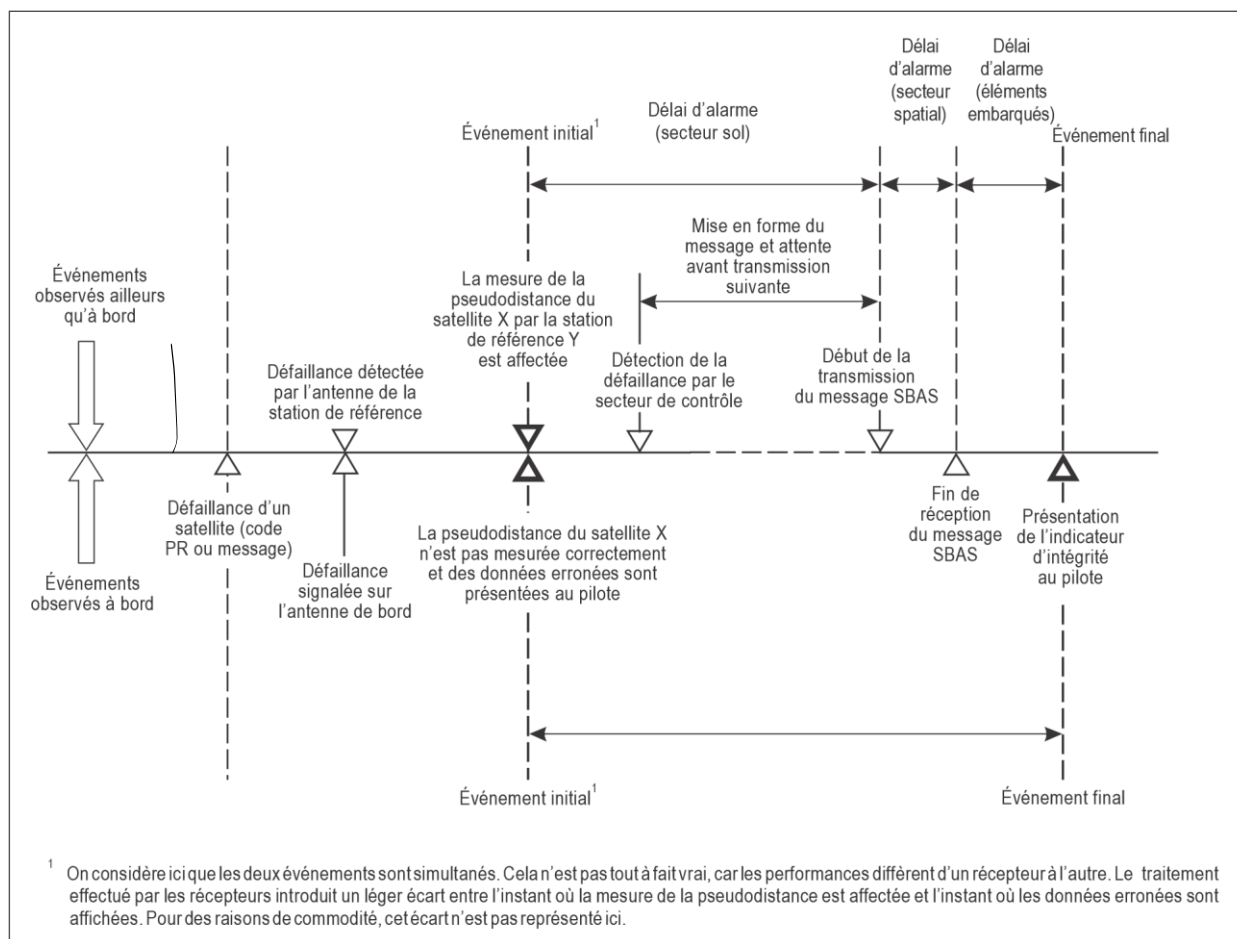 Délai
d'alarme
(secteur
spatial)
Délai
d'alarme
(éléments
embarqués)
Délai d'alarme
(secteur sol)
Événement initial¹
Événement final
Mise en forme du
message et attente
avant transmission
suivante
Événements
observés ailleurs
qu'à bord
La mesure de la
pseudodistance du
satellite X par la station
de référence Y
est affectée
Défaillance détectée
par l'antenne de la
station de référence
Détection de la
défaillance par le
secteur de contrôle
Début de la
transmission
du message SBAS
Événements
observés à bord
Défaillance d'un
satellite (code
PR ou message)
Défaillance
signalée sur
l'antenne de bord
La pseudodistance du satellite X
n'est pas mesurée correctement
et des données erronées sont
présentées au pilote
Fin de
réception
du message
SBAS
Présentation
de l'indicateur
d'intégrité
au pilote
Événement initial¹
Événement final
¹ On considère ici que les deux événements sont simultanés. Cela n'est pas tout à fait vrai, car les performances diffèrent d'un récepteur à l'autre. Le traitement
effectué par les récepteurs introduit un léger écart entre l'instant où la mesure de la pseudodistance est affectée et l'instant où les données erronées sont
affichées. Pour des raisons de commodité, cet écart n'est pas représenté ici.